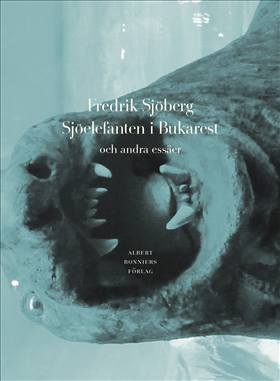 Fredrik Sjöberg
Sjöelefanten i Bukarest
och andra essäer
ALBERT
BONNIERS
FÖRLAG